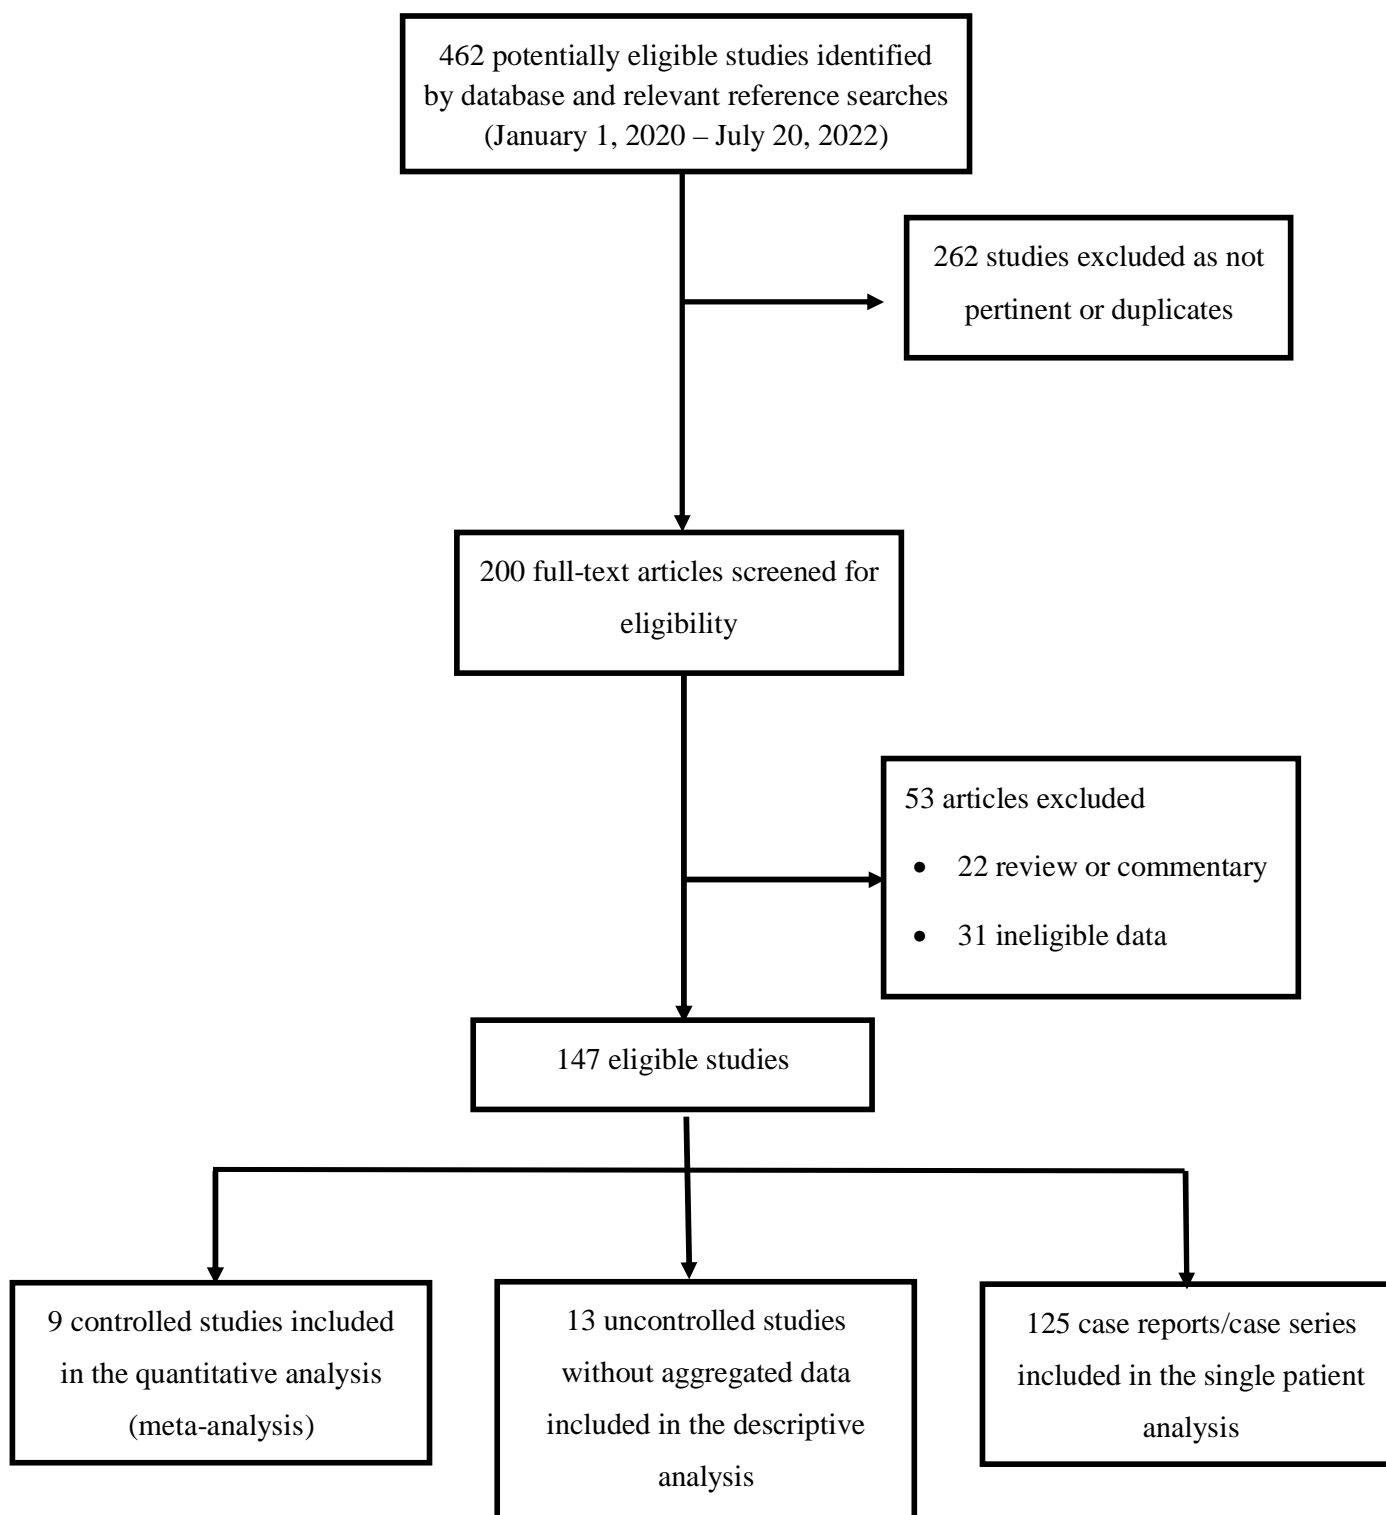 462 potentially eligible studies identified
by database and relevant reference searches
(January 1, 2020 – July 20, 2022)
262 studies excluded as not
pertinent or duplicates
200 full-text articles screened for
eligibility
53 articles excluded
• 22 review or commentary
• 31 ineligible data
147 eligible studies
9 controlled studies included
in the quantitative analysis
(meta-analysis)
13 uncontrolled studies
without aggregated data
included in the descriptive
analysis
125 case reports/case series
included in the single patient
analysis